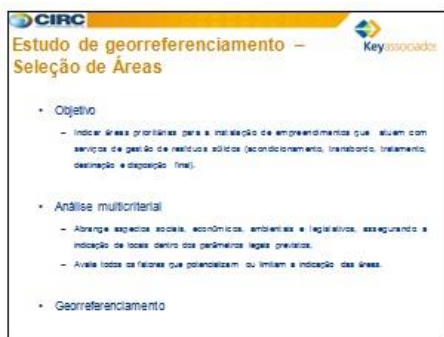 CIRC
Estudo de georreferenciamento –
Seleção de Áreas
Keyassociados
• Objetivo
– Indicar áreas prioritárias para a instalação de empreendimentos que atuem com
serviços de gestão de resíduos sólidos (acondicionamento, transbordo, tratamento,
destinação e disposição final).
• Análise multicriterial
– Abrange aspectos sociais, econômicos, ambientais e legislativos, assegurando a
indicação de locais dentro dos parâmetros legais previstos.
– Avalia todos os fatores que potencializam ou limitam a indicação das áreas.
• Georreferenciamento